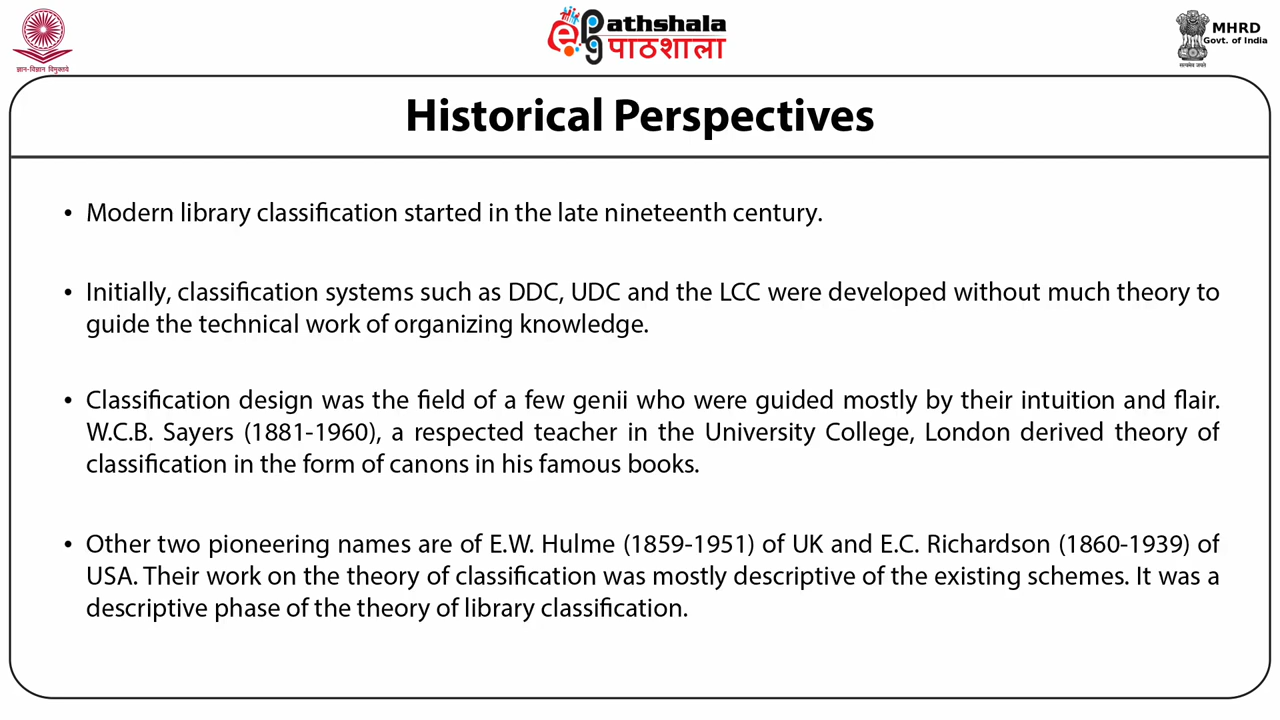 ePathshala
पाठशाला
MHRD
Govt. of India
ज्ञान-विज्ञान विमुक्तये
सत्यमेव जयते
Historical Perspectives
• Modern library classification started in the late nineteenth century.
• Initially, classification systems such as DDC, UDC and the LCC were developed without much theory to
guide the technical work of organizing knowledge.
• Classification design was the field of a few genii who were guided mostly by their intuition and flair.
W.C.B. Sayers (1881-1960), a respected teacher in the University College, London derived theory of
classification in the form of canons in his famous books.
• Other two pioneering names are of E.W. Hulme (1859-1951) of UK and E.C. Richardson (1860-1939) of
USA. Their work on the theory of classification was mostly descriptive of the existing schemes. It was a
descriptive phase of the theory of library classification.